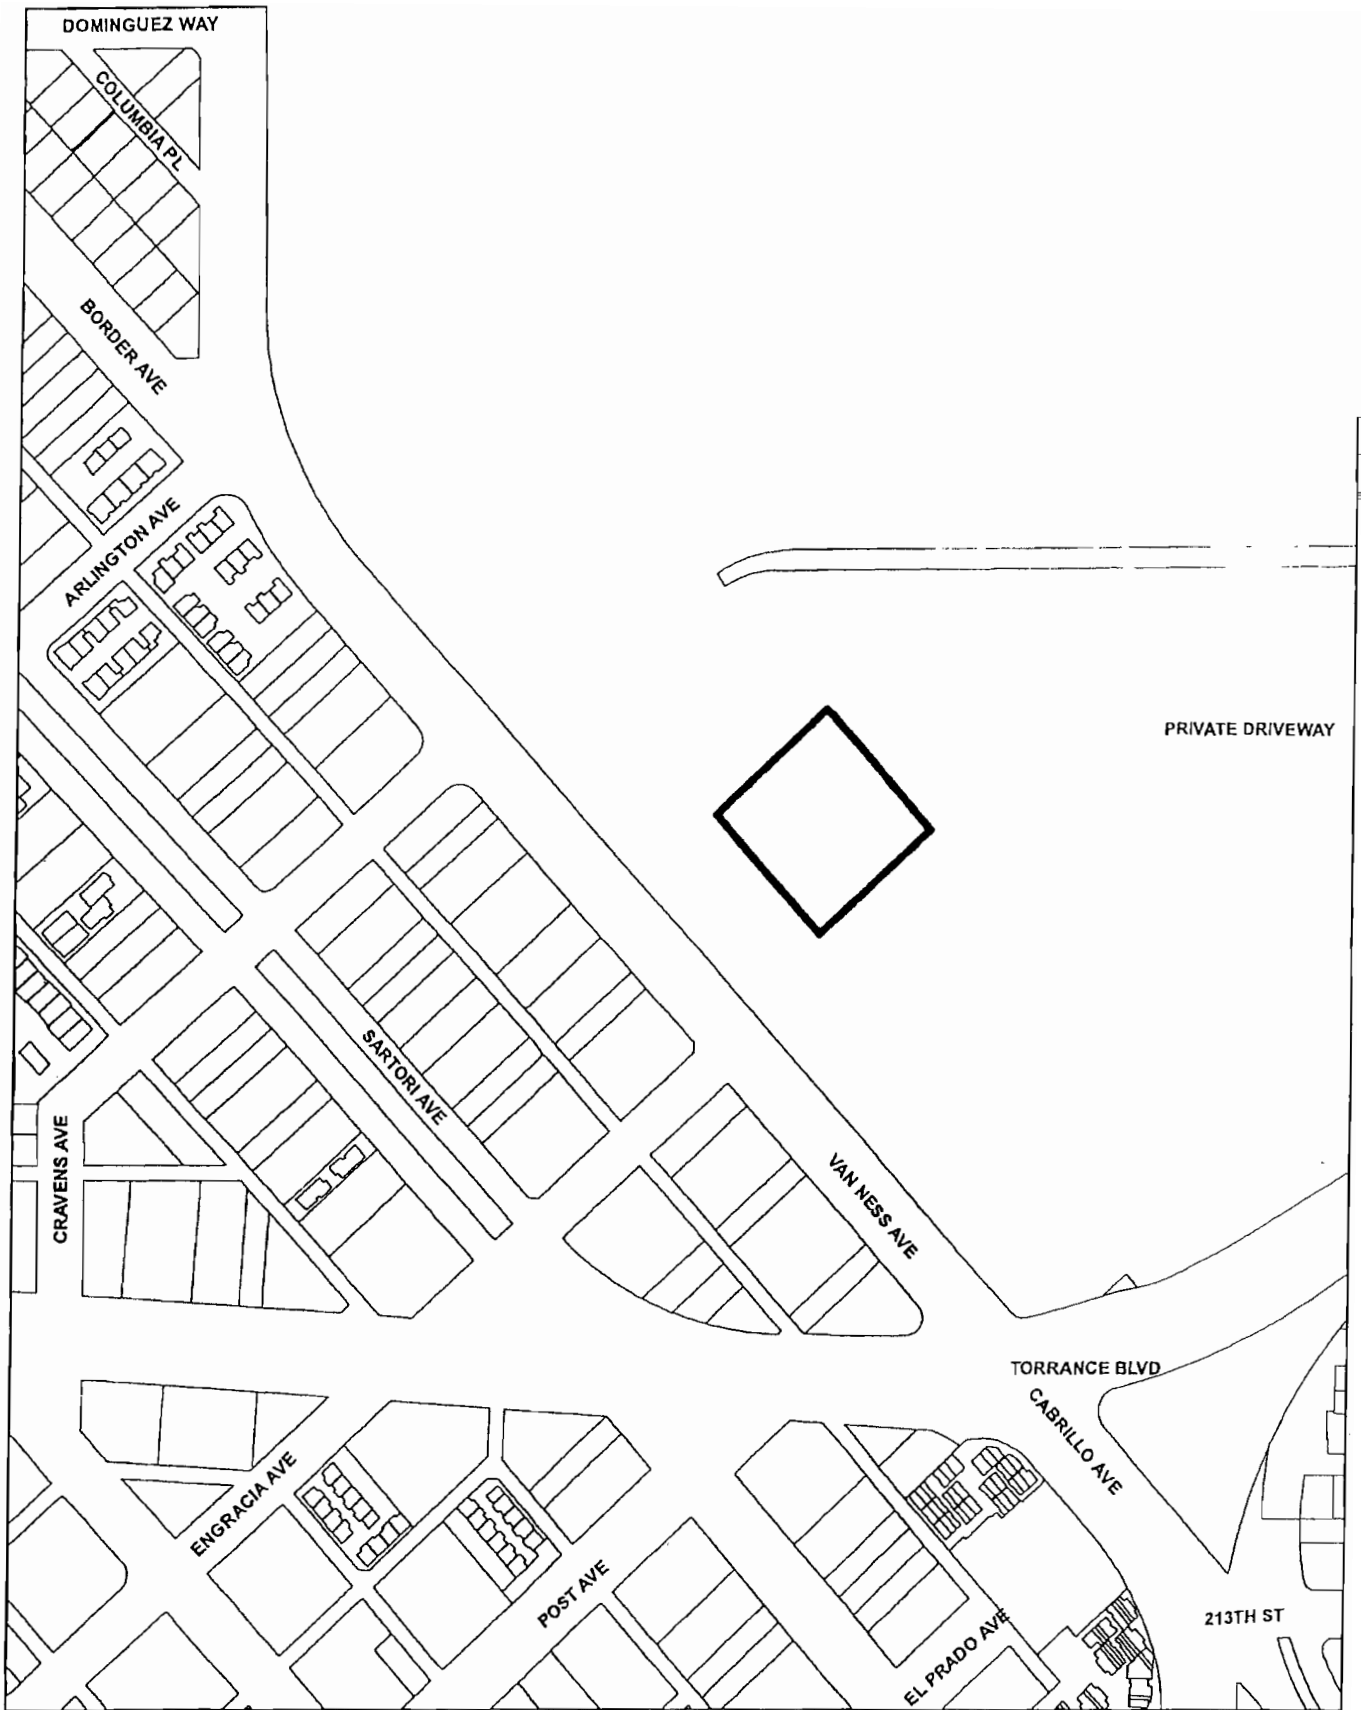 DOMINGUEZ WAY
COLUMBIA PL
BORDER AVE
ARLINGTON AVE
PRIVATE DRIVEWAY
SARTORI AVE
CRAVENS AVE
VAN NESS AVE
TORRANCE BLVD
CABRILLO AVE
ENGRACIA AVE
POST AVE
213TH ST
EL PRADO AVE